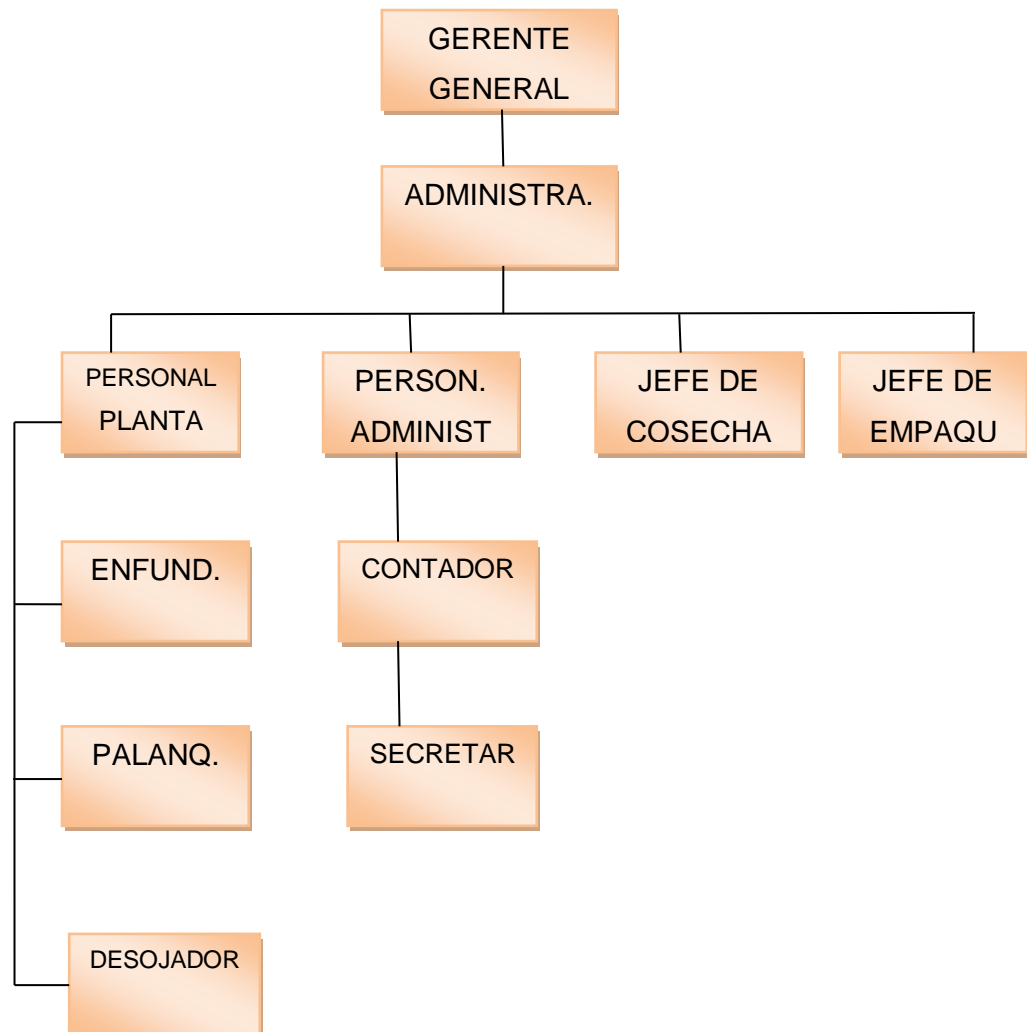 GERENTE
GENERAL
ADMINISTRA.
PERSONAL
PLANTA
PERSON.
ADMINIST
JEFE DE
COSECHA
JEFE DE
EMPAQU
ENFUND.
CONTADOR
PALANQ.
SECRETAR
DESOJADOR